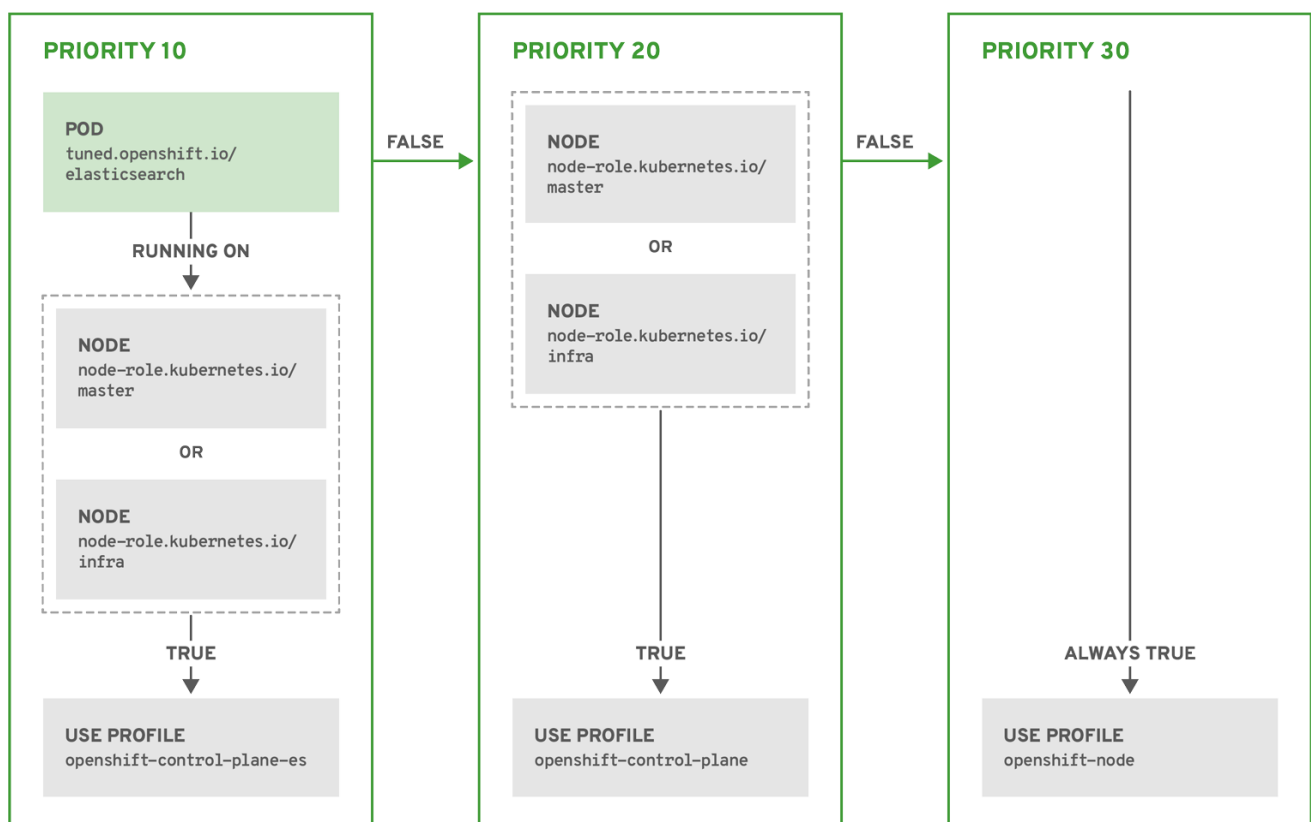 PRIORITY 10
POD
tuned.openshift.io/
elasticsearch
RUNNING ON
NODE
node-role.kubernetes.io/
master
OR
NODE
node-role.kubernetes.io/
infra
TRUE
USE PROFILE
openshift-control-plane-es
FALSE
PRIORITY 20
NODE
node-role.kubernetes.io/
master
OR
NODE
node-role.kubernetes.io/
infra
TRUE
USE PROFILE
openshift-control-plane
FALSE
PRIORITY 30
ALWAYS TRUE
USE PROFILE
openshift-node